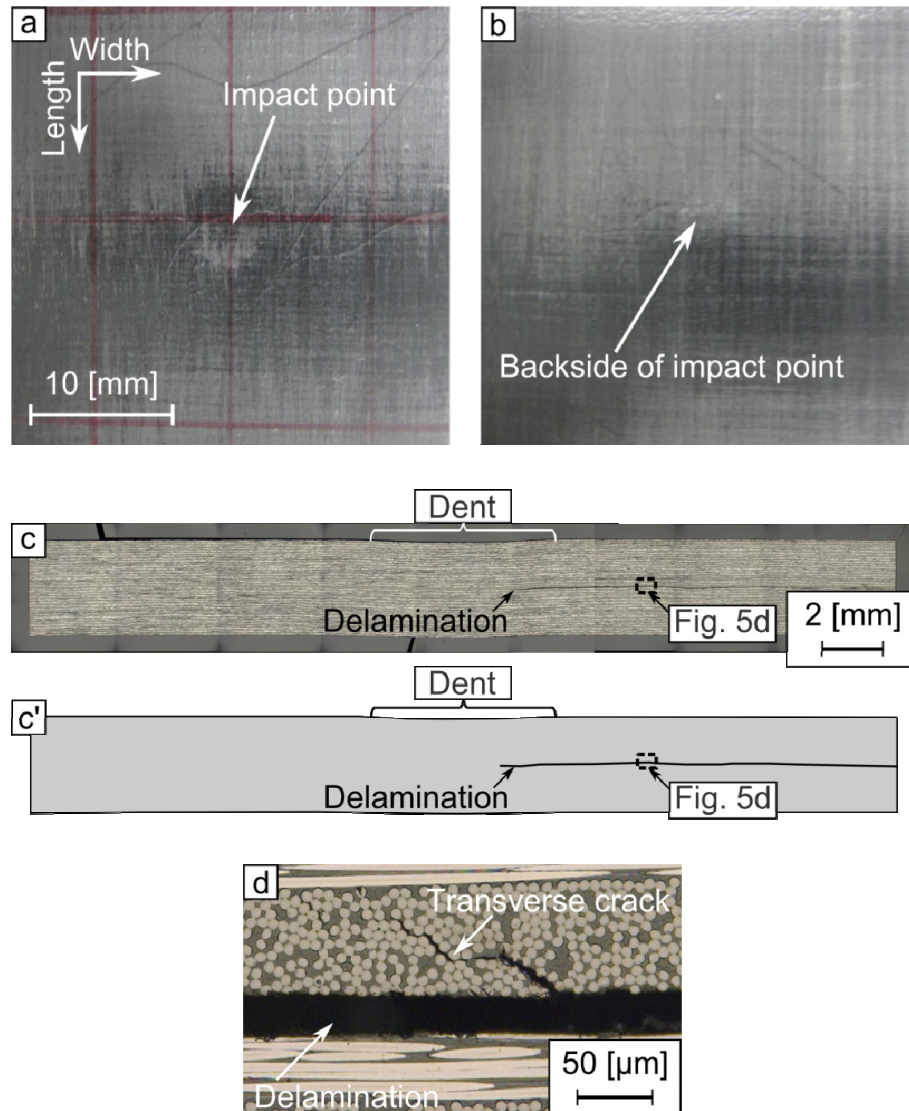 a
Width
Length
Impact point
10 [mm]
b
Backside of impact point
c
Dent
Delamination
Fig. 5d
2 [mm]
c'
Dent
Delamination
Fig. 5d
d
Transverse crack
Delamination
50 [µm]